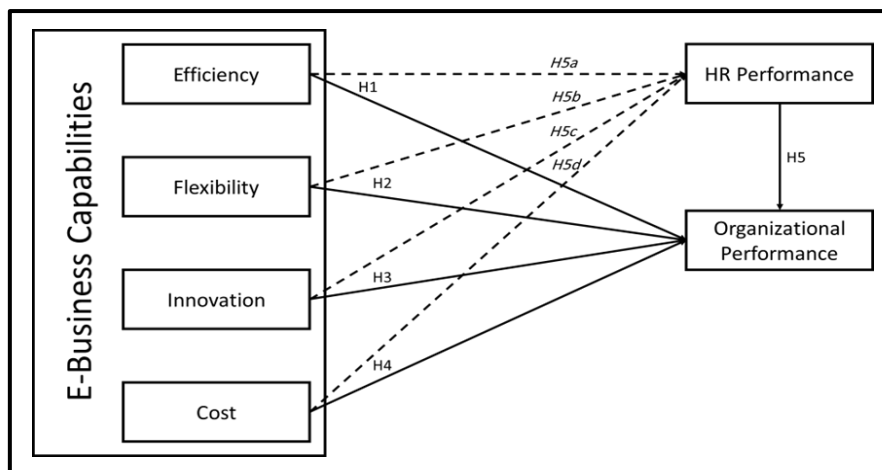 E-Business Capabilities
Efficiency
Flexibility
Innovation
Cost
H5a
H1
H5b
H5c
H5d
H2
H3
H4
HR Performance
H5
Organizational
Performance